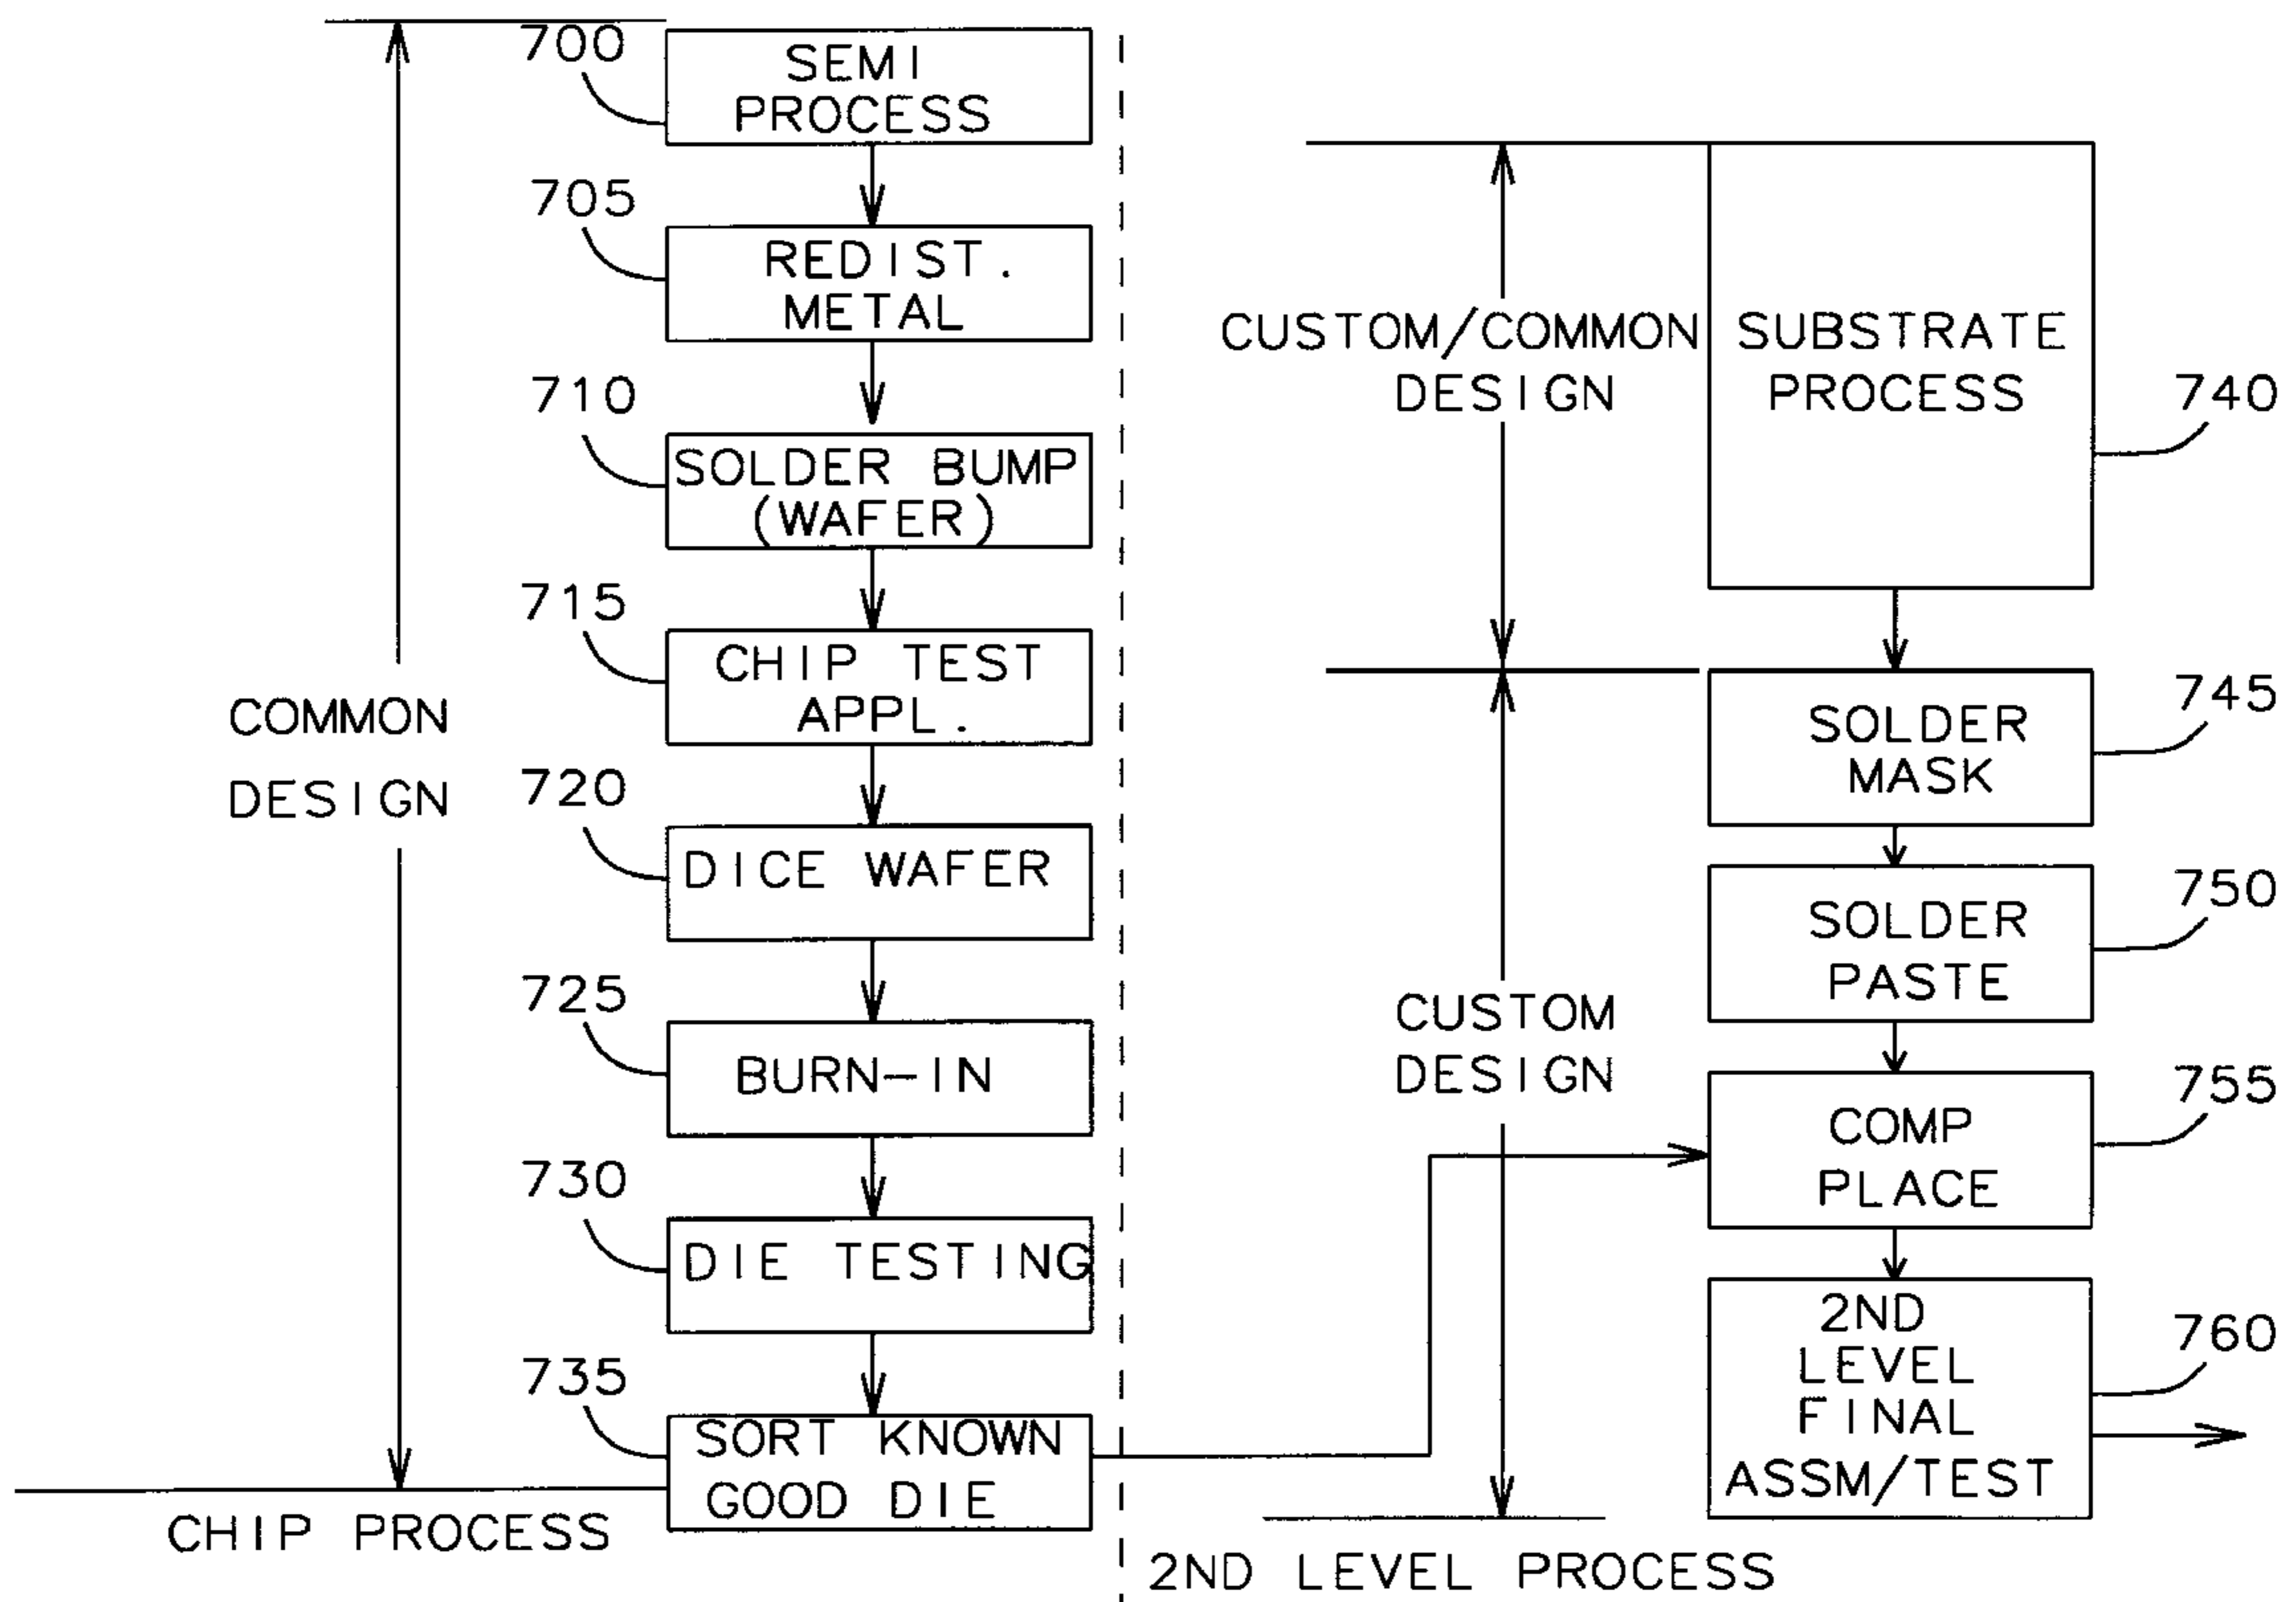 700
SEMI
PROCESS
705
REDIST.
METAL
710
SOLDER BUMP
(WAFER)
715
CHIP TEST
APPL.
720
DICE WAFER
725
BURN-IN
730
DIE TESTING
735
SORT KNOWN
GOOD DIE
COMMON
DESIGN
CHIP PROCESS
CUSTOM/COMMON
DESIGN
SUBSTRATE
PROCESS
740
CUSTOM
DESIGN
SOLDER
MASK
745
SOLDER
PASTE
750
COMP
PLACE
755
2ND
LEVEL
FINAL
ASSM/TEST
760
2ND LEVEL PROCESS